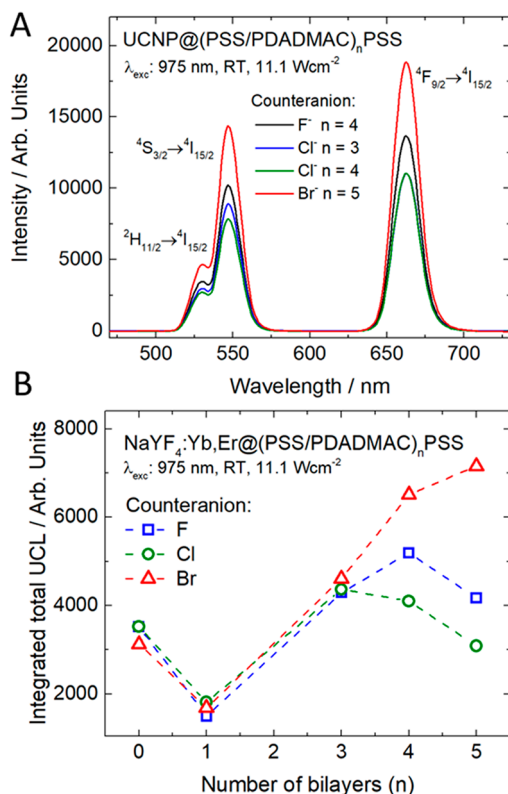 A
UCNP@(PSS/PDADMAC)ₙPSS
λexc: 975 nm, RT, 11.1 Wcm⁻²
⁴F9/2→⁴I15/2
Counteranion:
F⁻ n = 4
Cl⁻ n = 3
Cl⁻ n = 4
Br⁻ n = 5
⁴S3/2→⁴I15/2
²H11/2→⁴I15/2
Intensity / Arb. Units
20000
15000
10000
5000
0
500 550 600 650 700
Wavelength / nm
B
NaYF₄:Yb,Er@(PSS/PDADMAC)ₙPSS
λexc: 975 nm, RT, 11.1 Wcm⁻²
Counteranion:
F
Cl
Br
Integrated total UCL / Arb. Units
8000
6000
4000
2000
0 1 2 3 4 5
Number of bilayers (n)